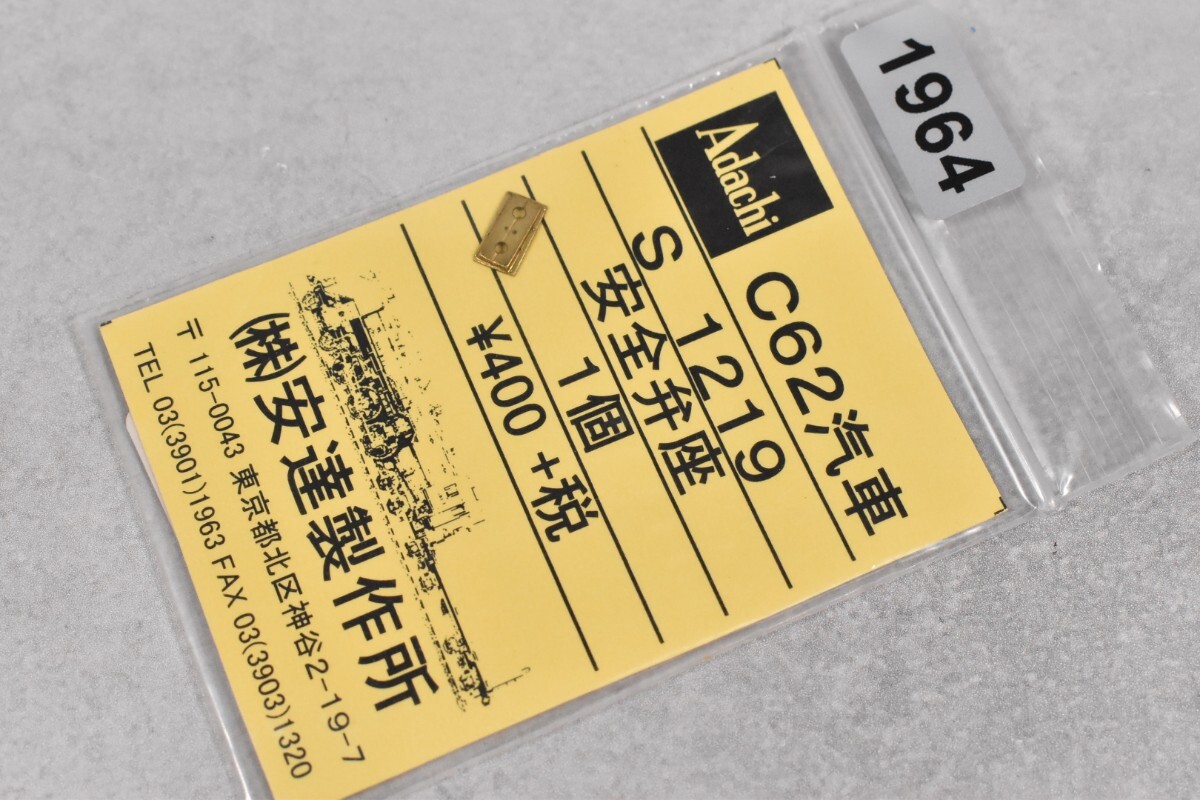 1964
Adachi
C62汽車
S 1219
安全弁座
1個
¥400 +税
(株)安達製作所
〒115-0043 東京都北区神谷2-19-7
TEL 03(3901)1963 FAX 03(3903)1320